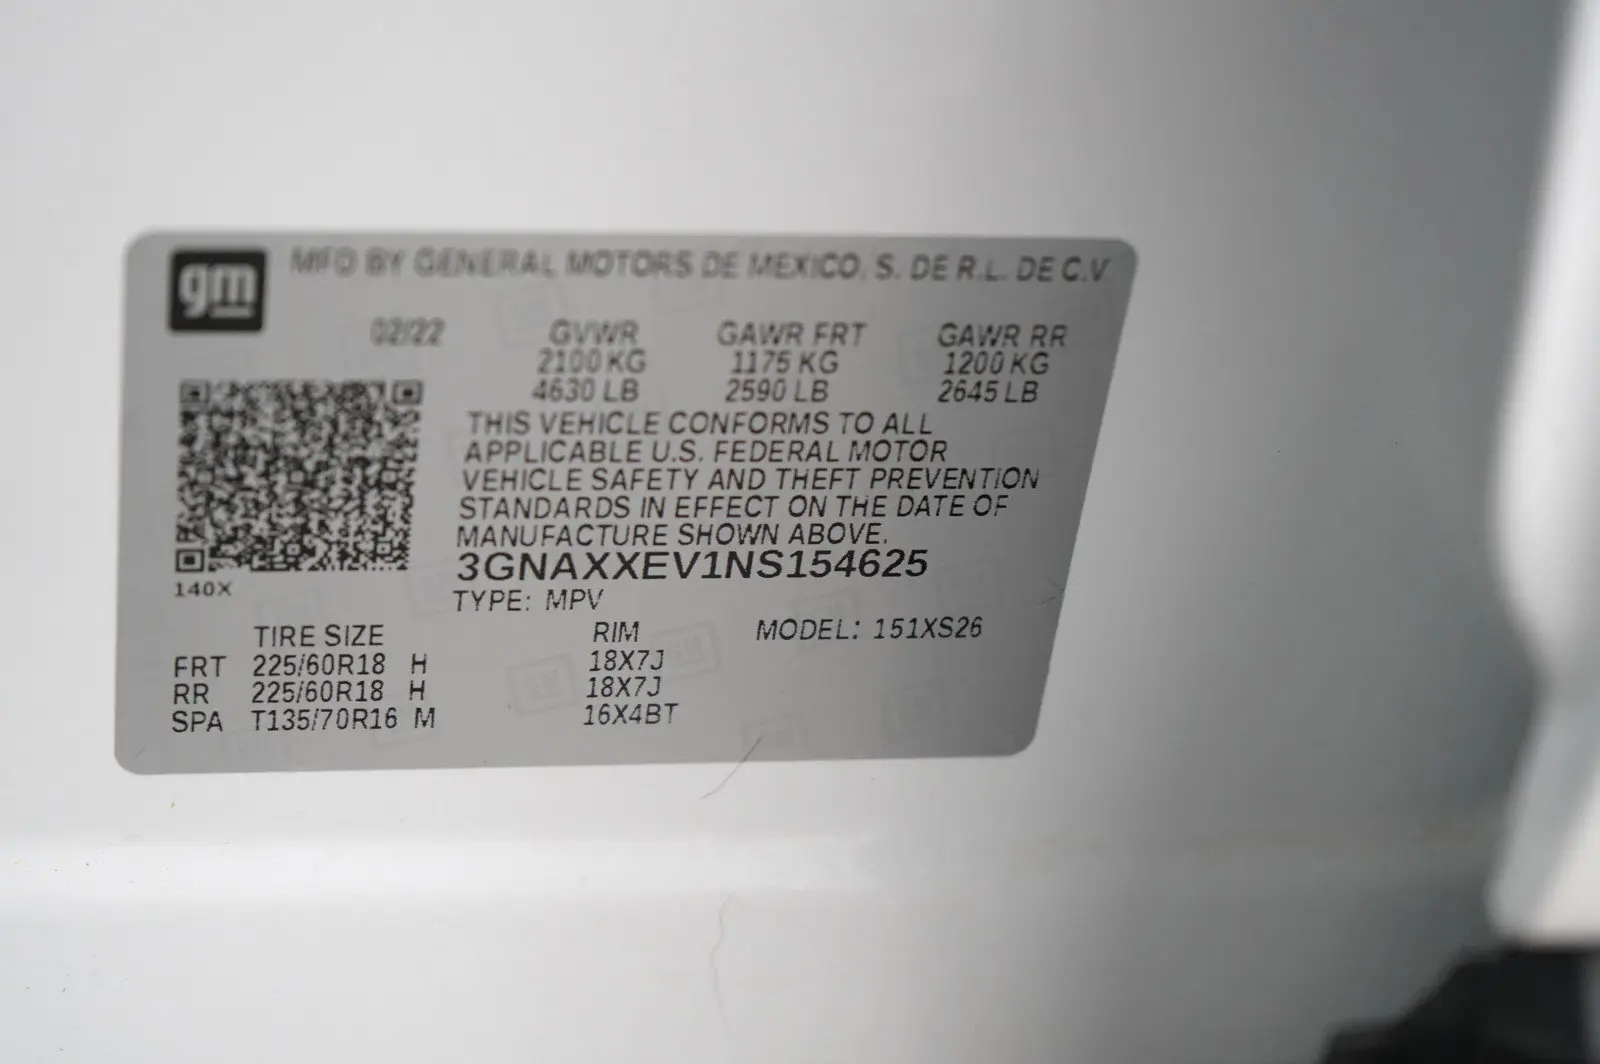 gm
MFD BY GENERAL MOTORS DE MEXICO, S. DE R.L. DE C.V
02/22 GVWR GAWR FRT GAWR RR
2100 KG 1175 KG 1200 KG
4630 LB 2590 LB 2645 LB
THIS VEHICLE CONFORMS TO ALL
APPLICABLE U.S. FEDERAL MOTOR
VEHICLE SAFETY AND THEFT PREVENTION
STANDARDS IN EFFECT ON THE DATE OF
MANUFACTURE SHOWN ABOVE.
3GNAXXEV1NS154625
140X
TYPE: MPV
TIRE SIZE RIM MODEL: 151XS26
FRT 225/60R18 H 18X7J
RR 225/60R18 H 18X7J
SPA T135/70R16 M 16X4BT